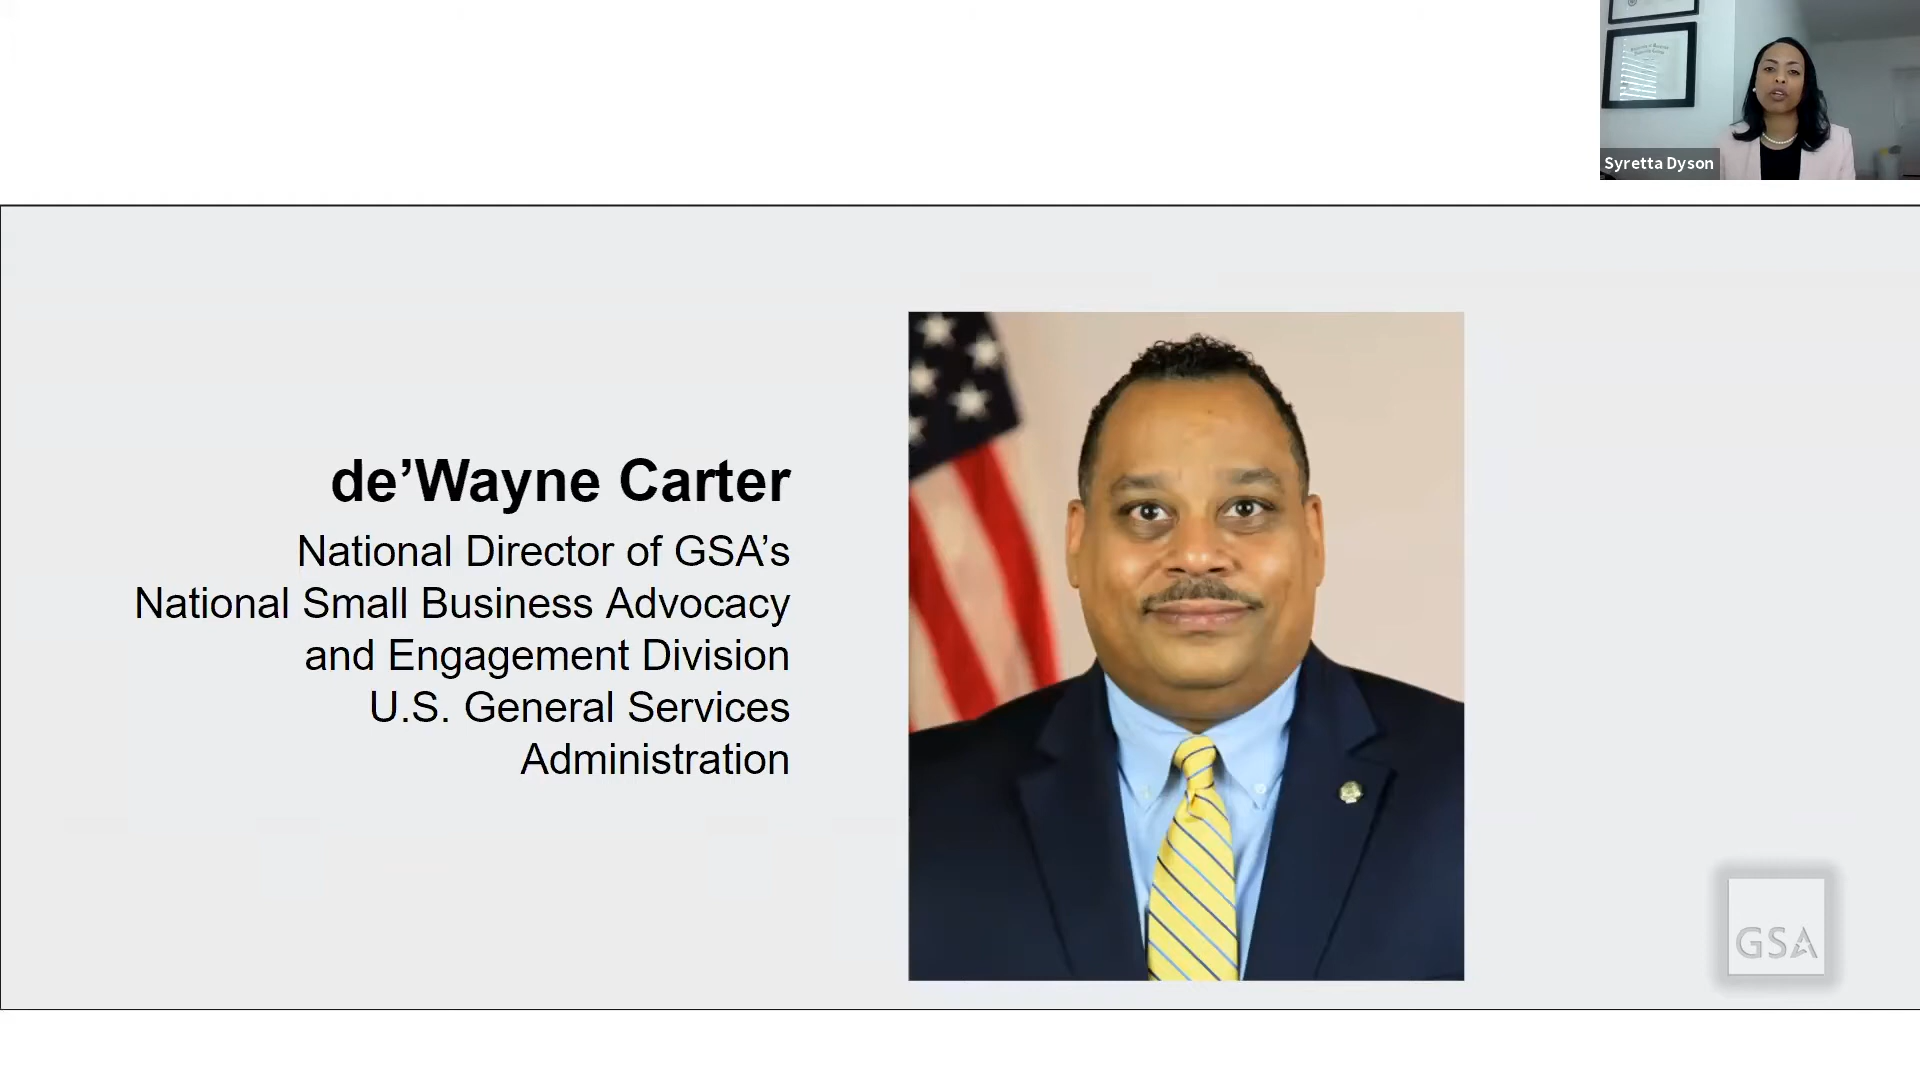 Syretta Dyson
de’Wayne Carter
National Director of GSA’s
National Small Business Advocacy
and Engagement Division
U.S. General Services
Administration
GSA